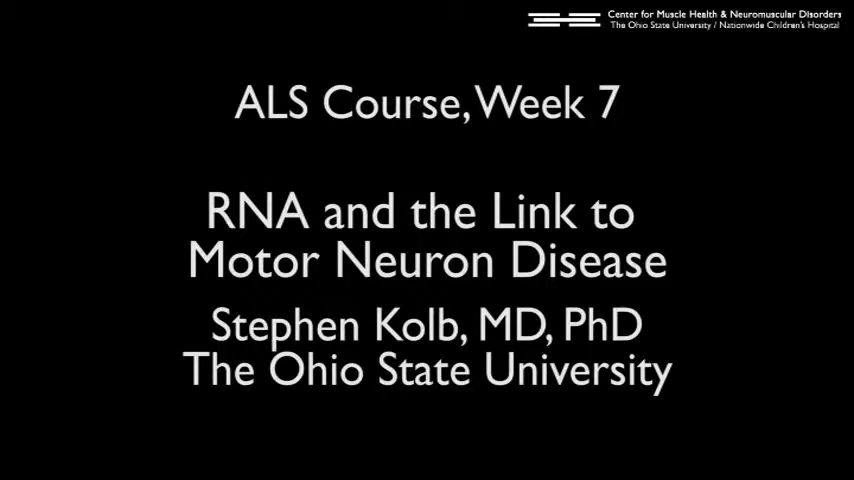 Center for Muscle Health & Neuromuscular Disorders
The Ohio State University / Nationwide Children's Hospital
ALS Course, Week 7
RNA and the Link to
Motor Neuron Disease
Stephen Kolb, MD, PhD
The Ohio State University